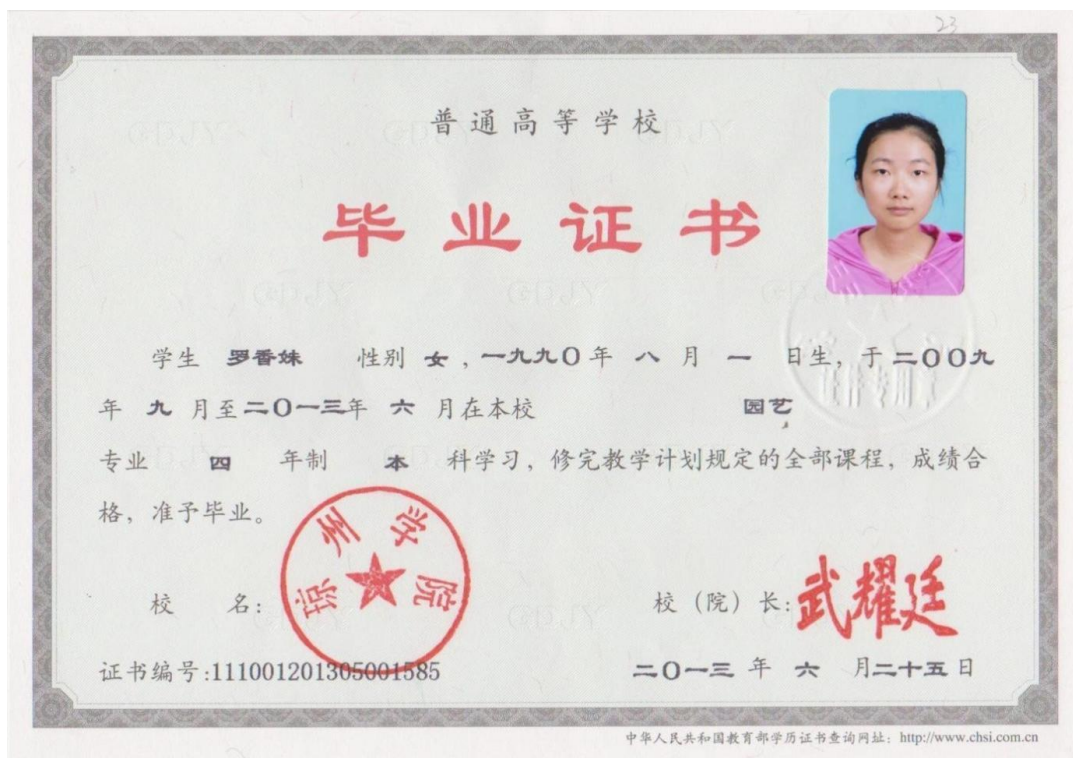 23
普通高等学校
毕业证书
学生 罗香妹 性别 女，一九九〇年 八 月 一 日生，于二〇〇九
年 九 月至二〇一三年 六 月在本校 园艺
专业 四 年制 本 科学习，修完教学计划规定的全部课程，成绩合
格，准予毕业。
琼州学院
校 名： 校（院）长：武耀廷
证书编号:111001201305001585 二〇一三 年 六 月二十五日
中华人民共和国教育部学历证书查询网址：http://www.chsi.com.cn